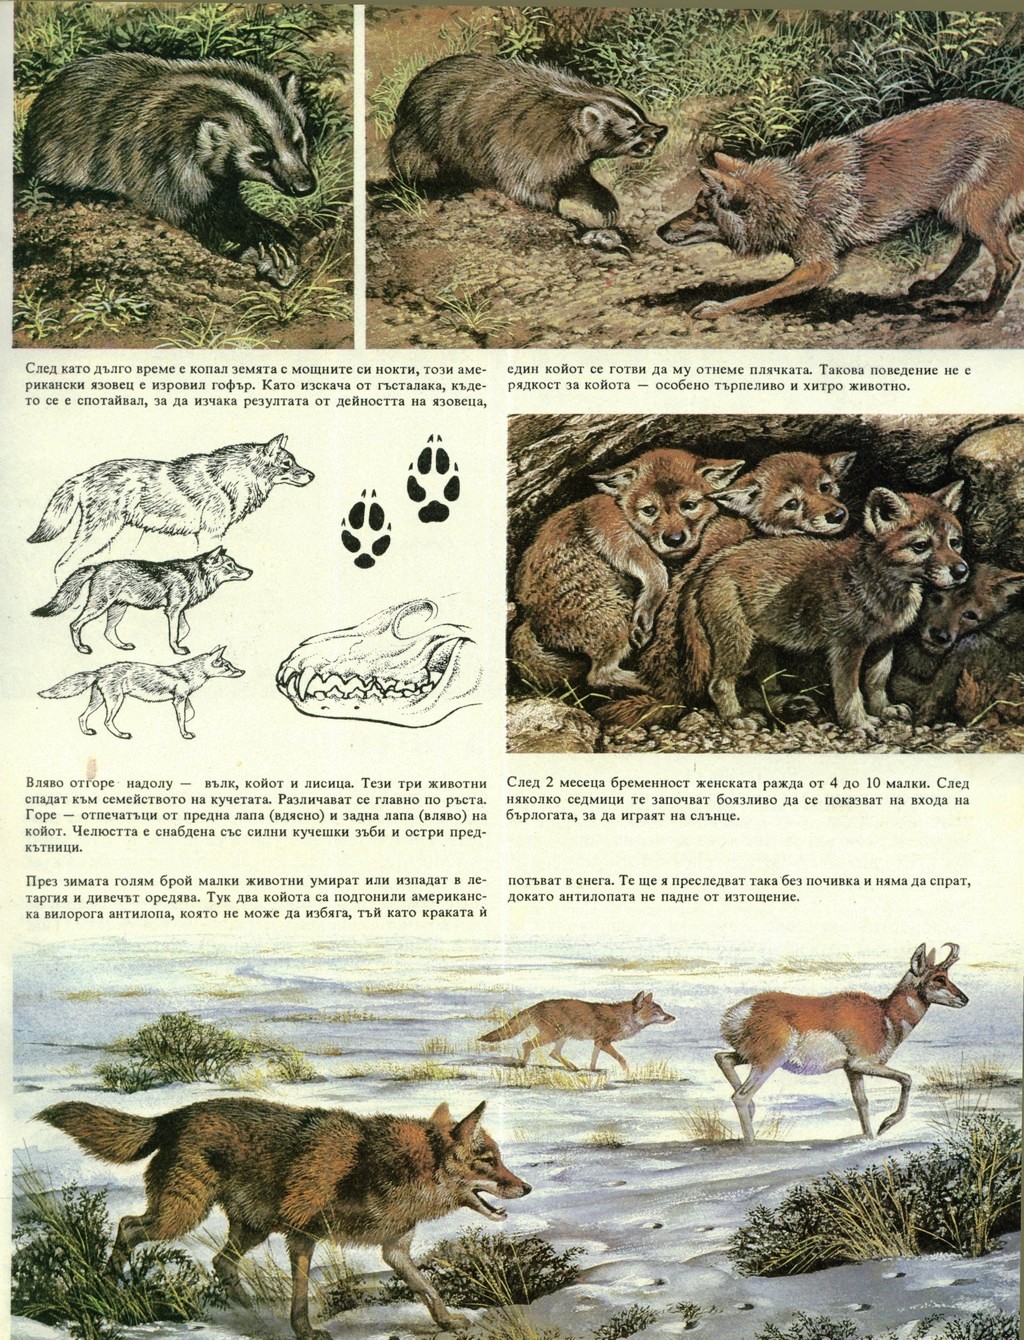 След като дълго време е копал земята с мощните си нокти, този аме-
рикански язовец е изровил гофър. Като изскача от гъсталака, къде-
то се е спотайвал, за да изчака резултата от дейността на язовеца,
един койот се готви да му отнеме плячката. Такова поведение не е
рядкост за койота — особено търпеливо и хитро животно.
Вляво отгоре надолу — вълк, койот и лисица. Тези три животни
спадат към семейството на кучетата. Различават се главно по ръста.
Горе — отпечатъци от предна лапа (вдясно) и задна лапа (вляво) на
койот. Челюстта е снабдена със силни кучешки зъби и остри пред-
кътници.
След 2 месеца бременност женската ражда от 4 до 10 малки. След
няколко седмици те започват боязливо да се показват на входа на
бърлогата, за да играят на слънце.
През зимата голям брой малки животни умират или изпадат в ле-
таргия и дивечът оредява. Тук два койота са подгонили американс-
ка вилорога антилопа, която не може да избяга, тъй като краката ѝ
потъват в снега. Те ще я преследват така без почивка и няма да спрат,
докато антилопата не падне от изтощение.